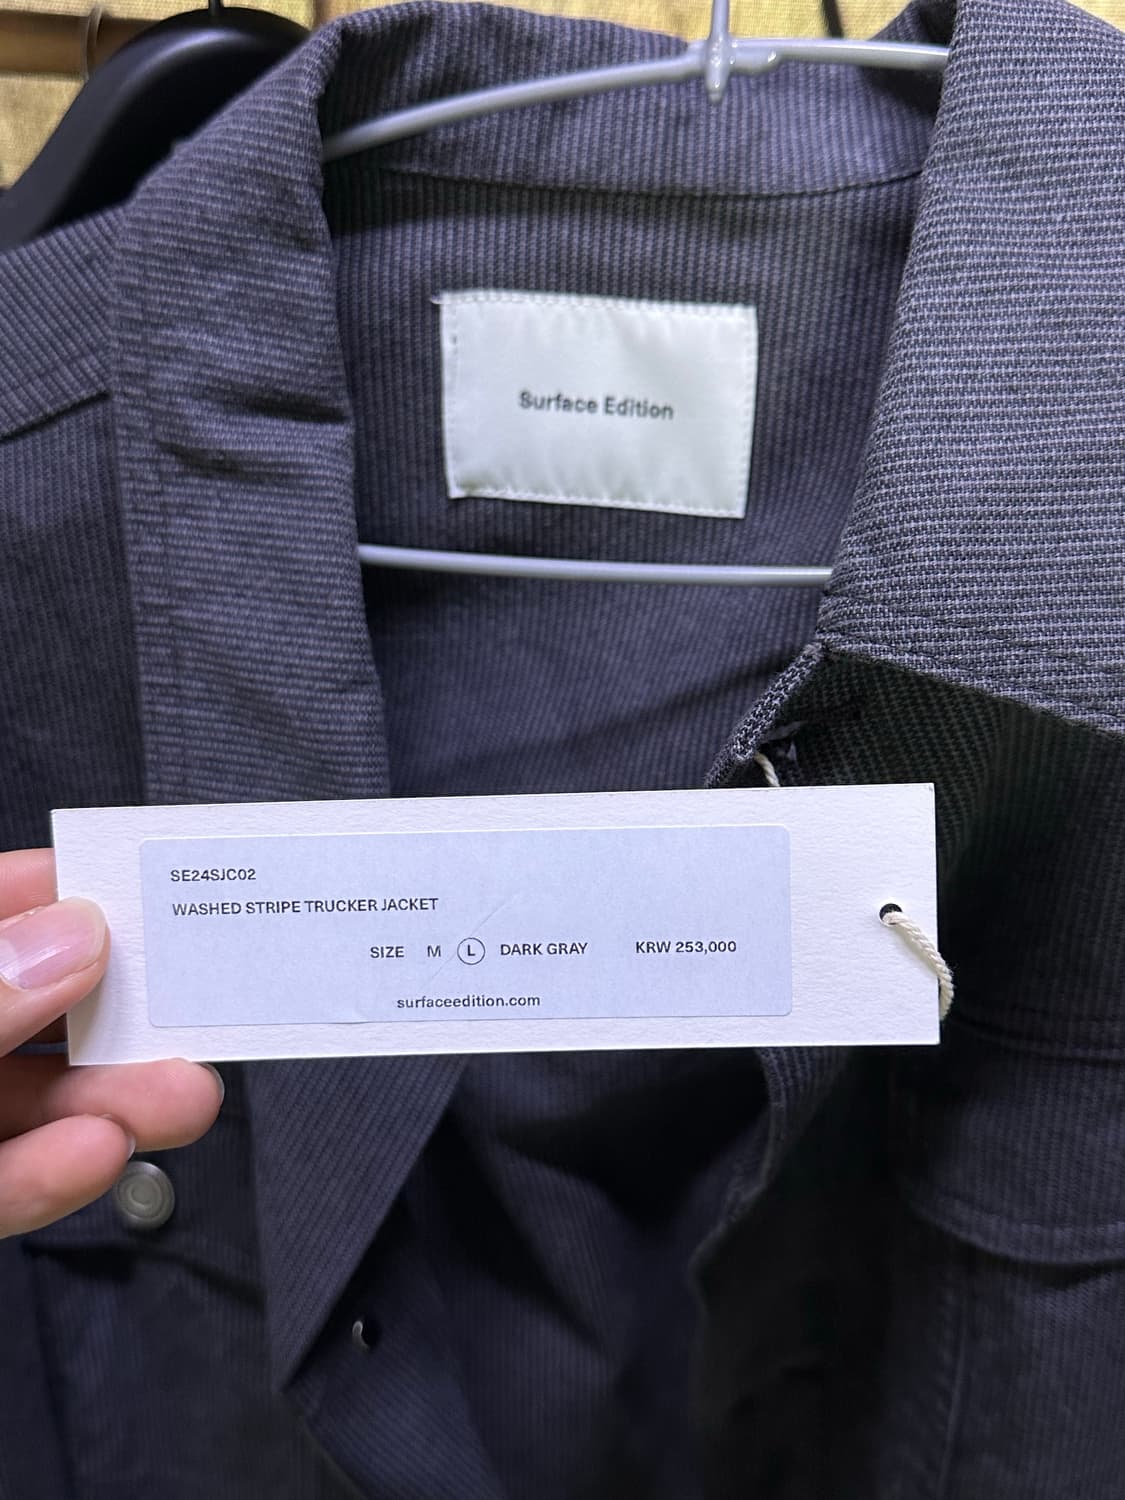 Surface Edition
SE24SJC02
WASHED STRIPE TRUCKER JACKET
SIZE M L DARK GRAY KRW 253,000
surfaceedition.com